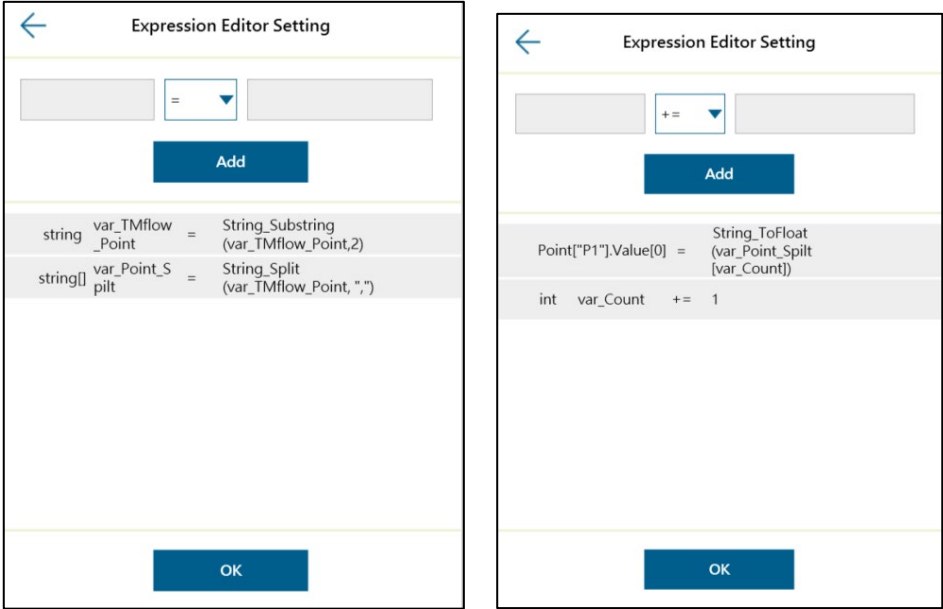 Expression Editor Setting
=
Add
string var_TMflow
_Point = String_Substring
(var_TMflow_Point,2)
string[] var_Point_S
pilt = String_Split
(var_TMflow_Point, ",")
OK
Expression Editor Setting
+=
Add
Point["P1"].Value[0] = String_ToFloat
(var_Point_Spilt
[var_Count])
int var_Count += 1
OK